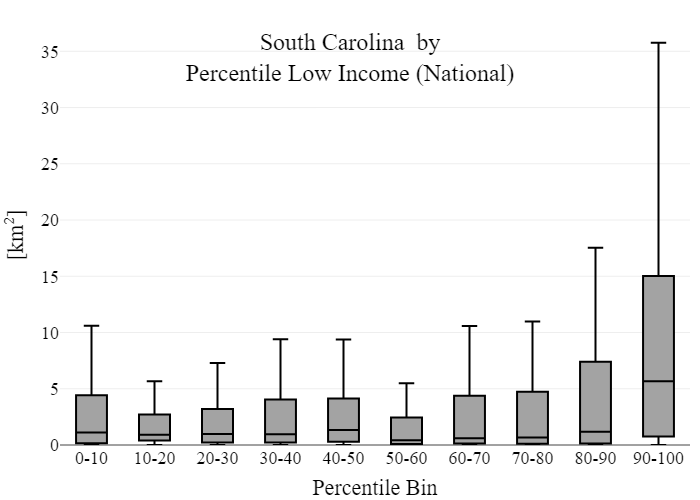 South Carolina by
Percentile Low Income (National)
[km²]
35
30
25
20
15
10
5
0
0-10 10-20 20-30 30-40 40-50 50-60 60-70 70-80 80-90 90-100
Percentile Bin